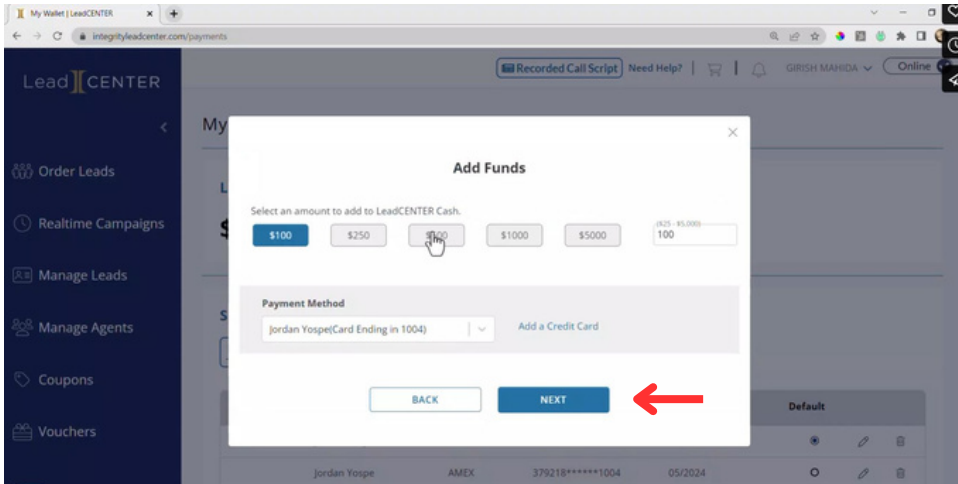 My Wallet | LeadCENTER
integrityleadcenter.com/payments
Lead CENTER
Recorded Call Script Need Help? GIRISH MAHIDA Online
My
Add Funds
Order Leads
L
Select an amount to add to LeadCENTER Cash.
($25 - $5,000)
Realtime Campaigns
$
$100 $250 $1000 $5000 100
Manage Leads
Payment Method
S
Manage Agents
Jordan Yospe(Card Ending in 1004) Add a Credit Card
Coupons
BACK NEXT
Default
Vouchers
Jordan Yospe AMEX 379218******1004 05/2024